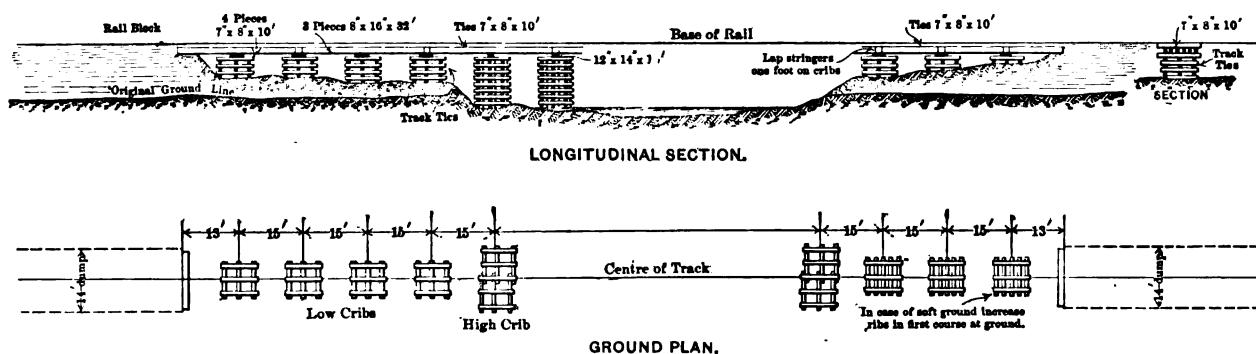 4 Pieces
7"x 8"x 10'
Rail Block
3 Pieces 8"x 16"x 32'
Ties 7"x 8"x 10'
Base of Rail
Ties 7"x 8"x 10'
7"x 8"x 10'
Lap stringers
one foot on cribs
12"x 14"x
Track
Ties
Original Ground Line
Track Ties
SECTION
LONGITUDINAL SECTION.
13' 15' 15' 15' 15' 15' 15' 15' 13'
14' dump
Centre of Track
14' dump
Low Cribs
High Crib
In case of soft ground increase
ribs in first course at ground.
GROUND PLAN.